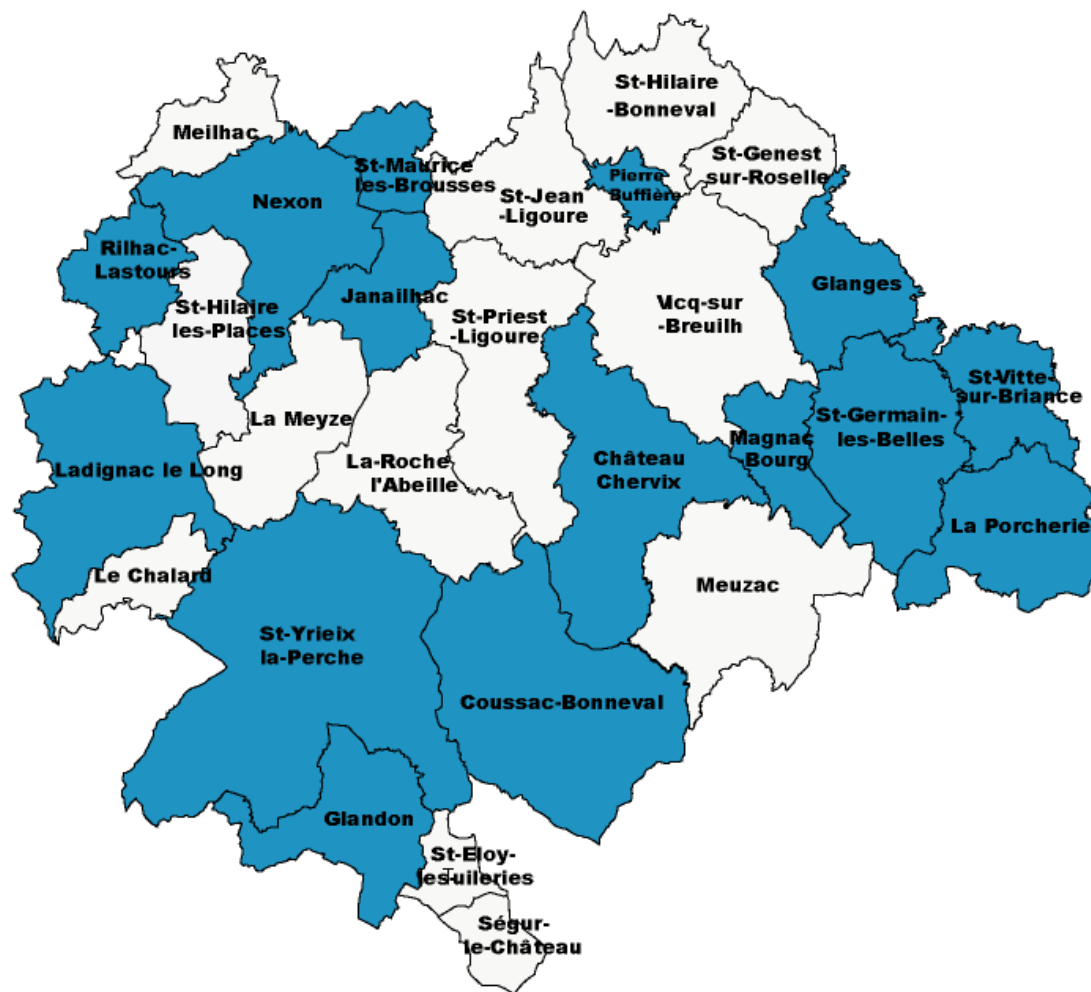 St-Hilaire
-Bonneval
Meilhac
St-Genest
sur-Roselle
St-Maurice
les-Brousses
Pierre
Buffière
Nexon
St-Jean
-Ligoure
Rilhac-
Lastours
Glanges
Janailhac
St-Hilaire
les-Places
St-Priest
-Ligoure
Vicq-sur
-Breuilh
St-Vitte-
sur-Briance
La Meyze
St-Germain-
les-Belles
Magnac
Bourg
Ladignac le Long
La-Roche
l'Abeille
Château
Chervix
La Porcherie
Le Chalard
Meuzac
St-Yrieix
la-Perche
Coussac-Bonneval
Glandon
St-Eloy-
lesTuileries
Ségur-
le-Château